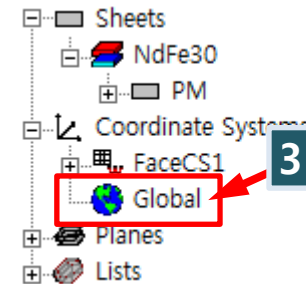 Sheets
NdFe30
PM
Coordinate Systems
FaceCS1
3
Global
Planes
Lists